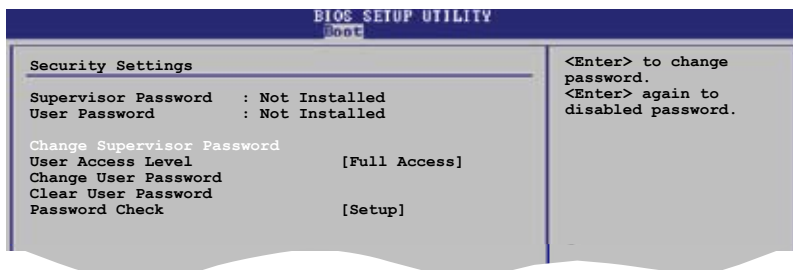 BIOS SETUP UTILITY
Boot
Security Settings
Supervisor Password : Not Installed
User Password : Not Installed
Change Supervisor Password
User Access Level [Full Access]
Change User Password
Clear User Password
Password Check [Setup]
<Enter> to change
password.
<Enter> again to
disabled password.